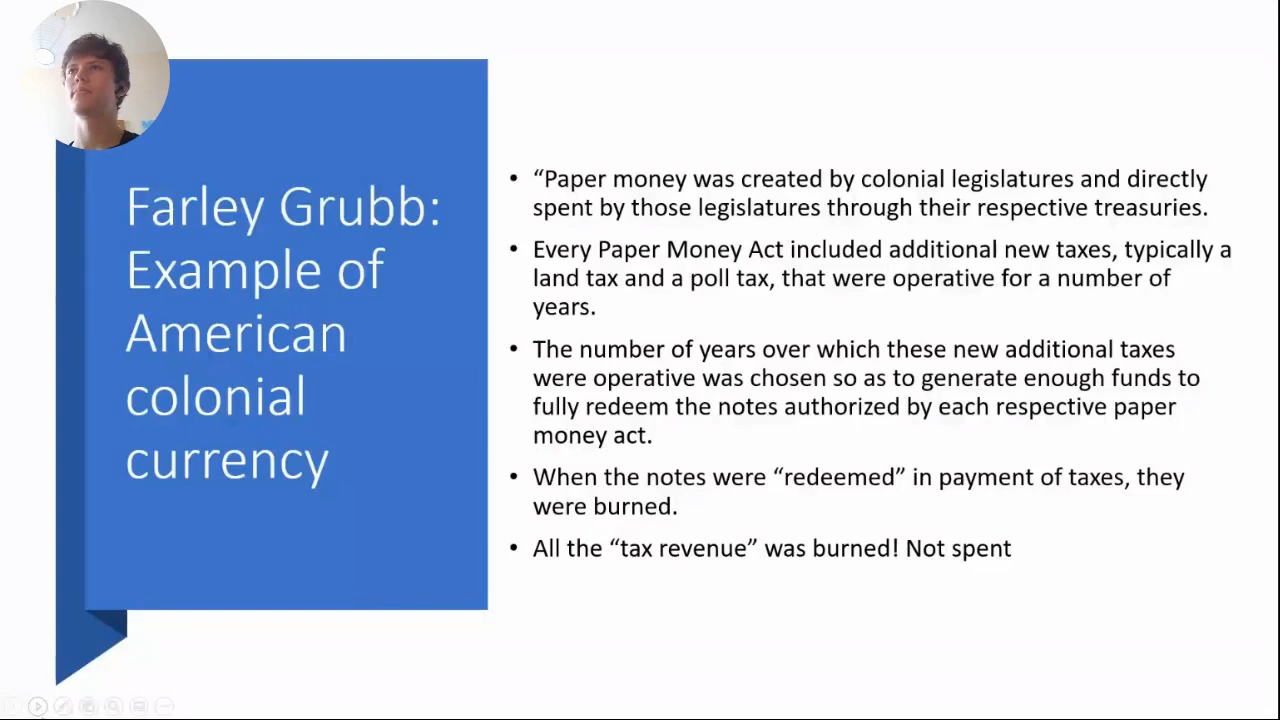 Farley Grubb:
Example of
American
colonial
currency
• “Paper money was created by colonial legislatures and directly
spent by those legislatures through their respective treasuries.
• Every Paper Money Act included additional new taxes, typically a
land tax and a poll tax, that were operative for a number of
years.
• The number of years over which these new additional taxes
were operative was chosen so as to generate enough funds to
fully redeem the notes authorized by each respective paper
money act.
• When the notes were “redeemed” in payment of taxes, they
were burned.
• All the “tax revenue” was burned! Not spent